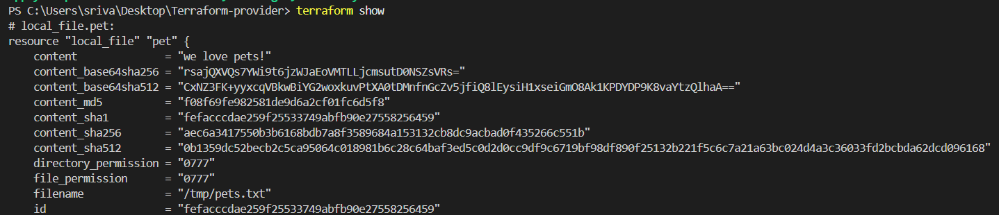 PS C:\Users\sriva\Desktop\Terraform-provider> terraform show
# local_file.pet:
resource "local_file" "pet" {
    content              = "we love pets!"
    content_base64sha256 = "rsajQXVQs7YWi9t6jzWJaEoVMTLLjcmsutD0NSZsVRs="
    content_base64sha512 = "CxNZ3FK+yyxcqVBkwBiYG2woxkuvPtXA0tDMnfnGcZv5jfiQ8lEysiH1xseiGmO8Ak1KPDYDP9K8vaYtzQlhaA=="
    content_md5          = "f08f69fe982581de9d6a2cf01fc6d5f8"
    content_sha1         = "fefacccdae259f25533749abfb90e27558256459"
    content_sha256       = "aec6a3417550b3b6168bdb7a8f3589684a153132cb8dc9acbad0f435266c551b"
    content_sha512       = "0b1359dc52becb2c5ca95064c018981b6c28c64baf3ed5c0d2d0cc9df9c6719bf98df890f25132b221f5c6c7a21a63bc024d4a3c36033fd2bcbda62dcd096168"
    directory_permission = "0777"
    file_permission      = "0777"
    filename             = "/tmp/pets.txt"
    id                   = "fefacccdae259f25533749abfb90e27558256459"